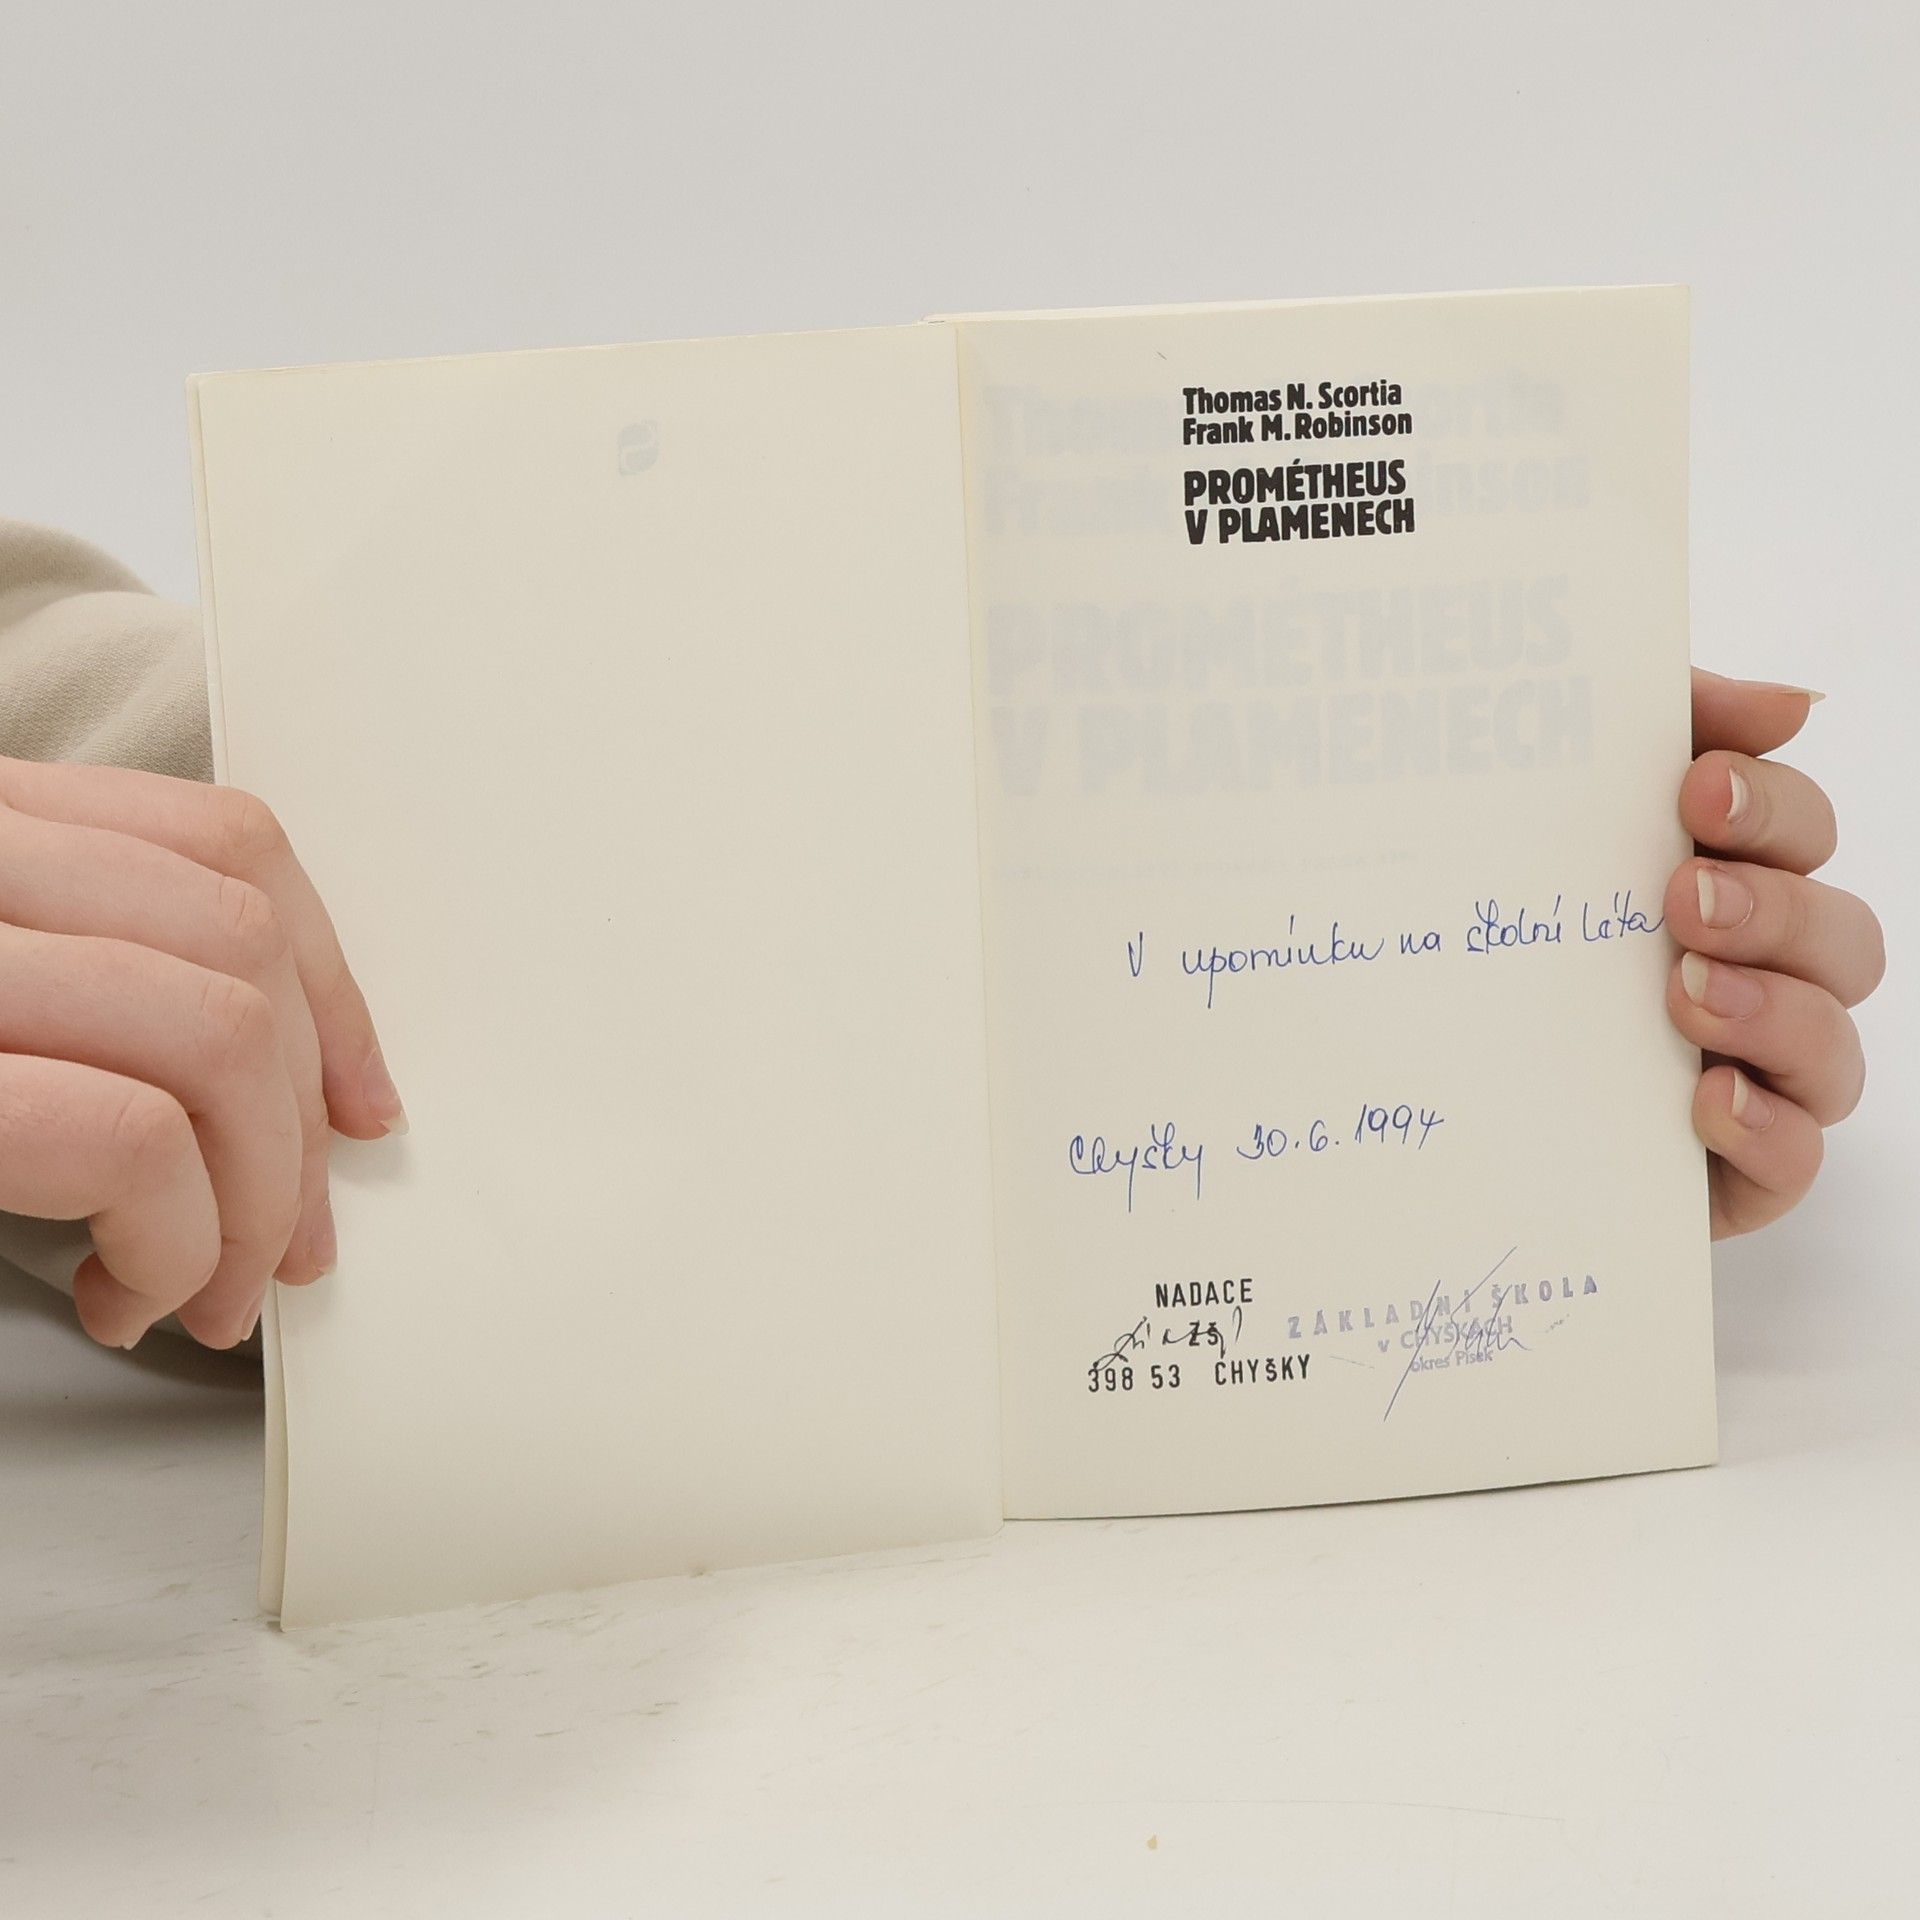 Thomas N. Scortia
Frank M. Robinson
PROMÉTHEUS
V PLAMENECH
V upomínku na školní léta
Chyšky 30.6.1994
NADACE
ZŠ
398 53 CHYŠKY
ZÁKLADNÍ ŠKOLA
v CHYŠKÁCH
okres Písek